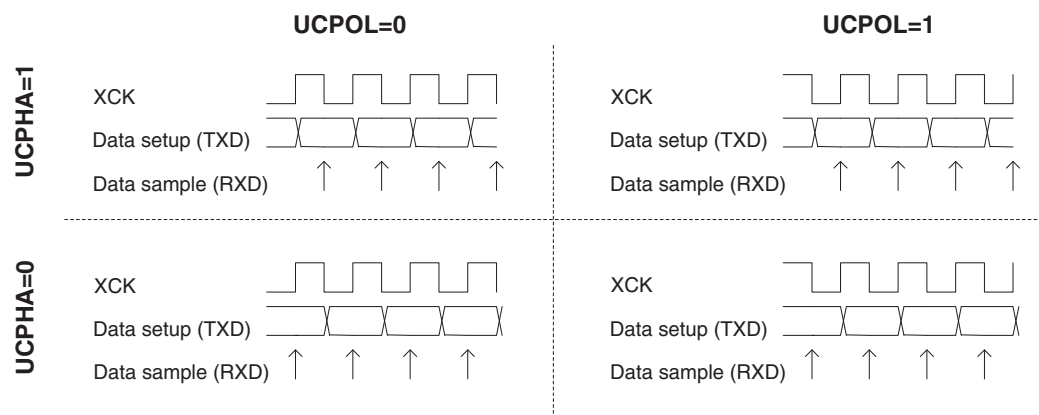 UCPOL=0
UCPOL=1
UCPHA=1
XCK
Data setup (TXD)
Data sample (RXD)
XCK
Data setup (TXD)
Data sample (RXD)
UCPHA=0
XCK
Data setup (TXD)
Data sample (RXD)
XCK
Data setup (TXD)
Data sample (RXD)